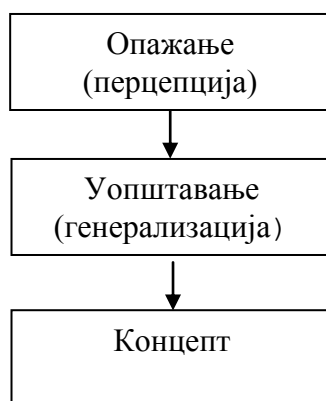 Опажање
(перцепција)
Уопштавање
(генерализација)
Концепт